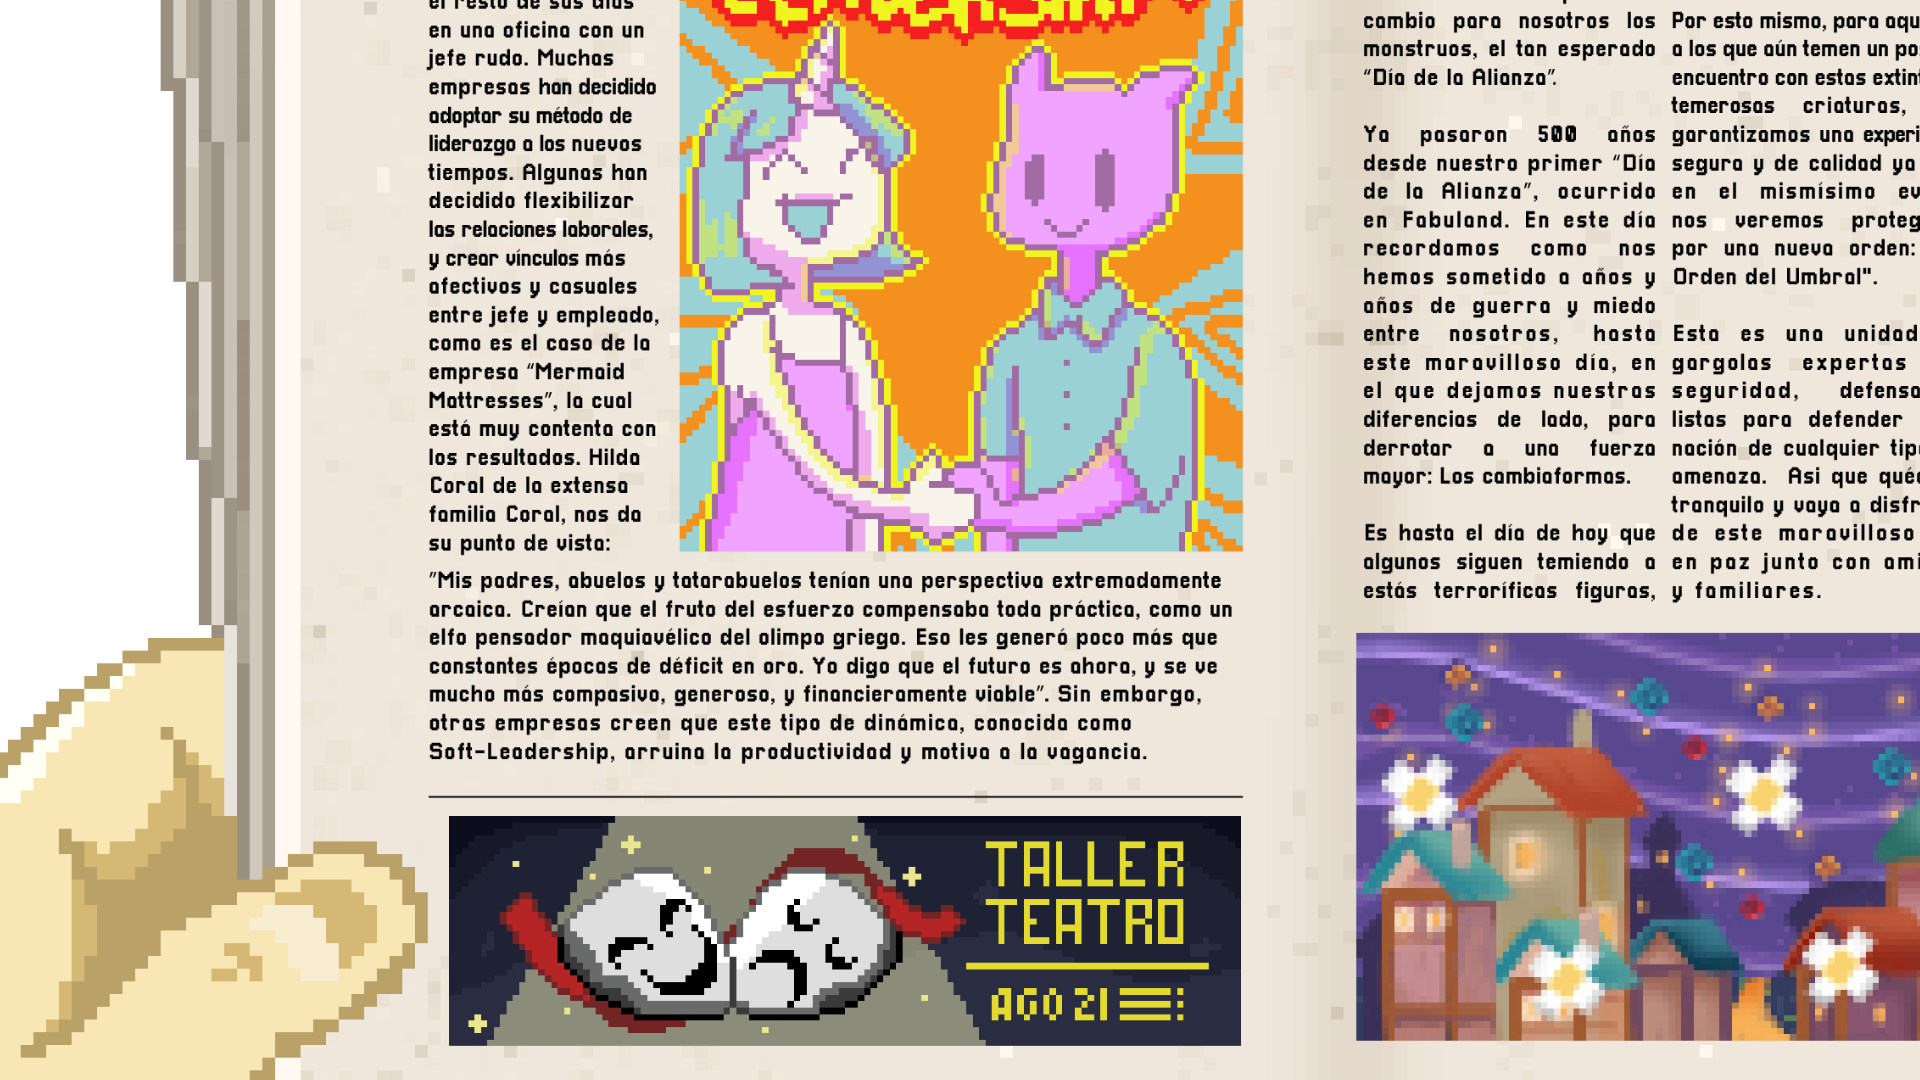 el resto de sus días
en una oficina con un
jefe rudo. Muchas
empresas han decidido
adoptar su método de
liderazgo a los nuevos
tiempos. Algunas han
decidido flexibilizar
las relaciones laborales,
y crear vínculos más
afectivos y casuales
entre jefe y empleado,
como es el caso de la
empresa "Mermaid
Mattresses", la cual
está muy contenta con
los resultados. Hilda
Coral de la extensa
familia Coral, nos da
su punto de vista:
"Mis padres, abuelos y tatarabuelos tenían una perspectiva extremadamente
arcaica. Creían que el fruto del esfuerzo compensaba toda práctica, como un
elfo pensador maquiavélico del olimpo griego. Eso les generó poco más que
constantes épocas de déficit en oro. Yo digo que el futuro es ahora, y se ve
mucho más compasivo, generoso, y financieramente viable". Sin embargo,
otras empresas creen que este tipo de dinámica, conocida como
Soft-Leadership, arruina la productividad y motiva a la vagancia.
TALLER
TEATRO
AGO 21
cambio para nosotros los
monstruos, el tan esperado
"Día de la Alianza".
Ya pasaron 500 años
desde nuestro primer "Día
de la Alianza", ocurrido
en Fabuland. En este día
recordamos como nos
hemos sometido a años y
años de guerra y miedo
entre nosotros, hasta
este maravilloso día, en
el que dejamos nuestras
diferencias de lado, para
derrotar a una fuerza
mayor: Los cambiaformas.
Es hasta el día de hoy que
algunos siguen temiendo a
estás terroríficas figuras,
Por esto mismo, para aqu
a los que aún temen un po
encuentro con estas extint
temerosas criaturas,
garantizamos una experi
segura y de calidad ya
en el mismísimo ev
nos veremos proteg
por una nueva orden:
Orden del Umbral".
Esta es una unidad
gargolas expertas
seguridad, defensa
listas para defender
nación de cualquier tipo
amenaza. Asi que qué
tranquilo y vaya a disfr
de este maravilloso
en paz junto con ami
y familiares.